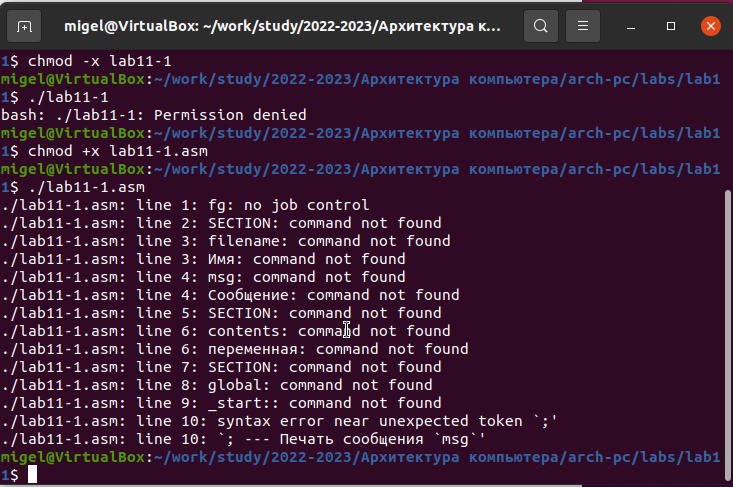 migel@VirtualBox: ~/work/study/2022-2023/Архитектура к...
1$ chmod -x lab11-1
migel@VirtualBox:~/work/study/2022-2023/Архитектура компьютера/arch-pc/labs/lab1
1$ ./lab11-1
bash: ./lab11-1: Permission denied
migel@VirtualBox:~/work/study/2022-2023/Архитектура компьютера/arch-pc/labs/lab1
1$ chmod +x lab11-1.asm
migel@VirtualBox:~/work/study/2022-2023/Архитектура компьютера/arch-pc/labs/lab1
1$ ./lab11-1.asm
./lab11-1.asm: line 1: fg: no job control
./lab11-1.asm: line 2: SECTION: command not found
./lab11-1.asm: line 3: filename: command not found
./lab11-1.asm: line 3: Имя: command not found
./lab11-1.asm: line 4: msg: command not found
./lab11-1.asm: line 4: Сообщение: command not found
./lab11-1.asm: line 5: SECTION: command not found
./lab11-1.asm: line 6: contents: command not found
./lab11-1.asm: line 6: переменная: command not found
./lab11-1.asm: line 7: SECTION: command not found
./lab11-1.asm: line 8: global: command not found
./lab11-1.asm: line 9: _start:: command not found
./lab11-1.asm: line 10: syntax error near unexpected token `;'
./lab11-1.asm: line 10: `; --- Печать сообщения `msg`'
migel@VirtualBox:~/work/study/2022-2023/Архитектура компьютера/arch-pc/labs/lab1
1$